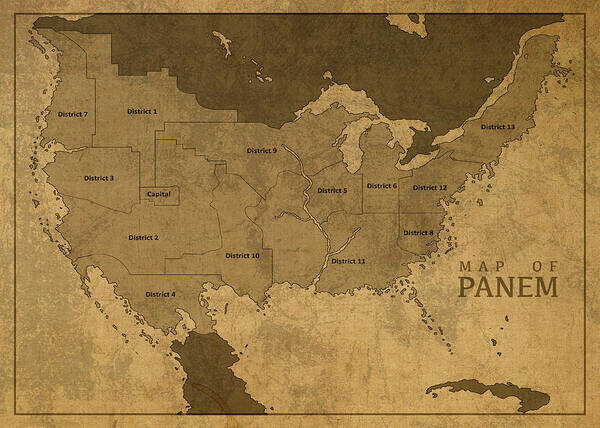 District 7
District 1
District 13
District 9
District 3
Capital
District 5
District 6
District 12
District 2
District 8
District 10
District 11
District 4
MAP OF
PANEM